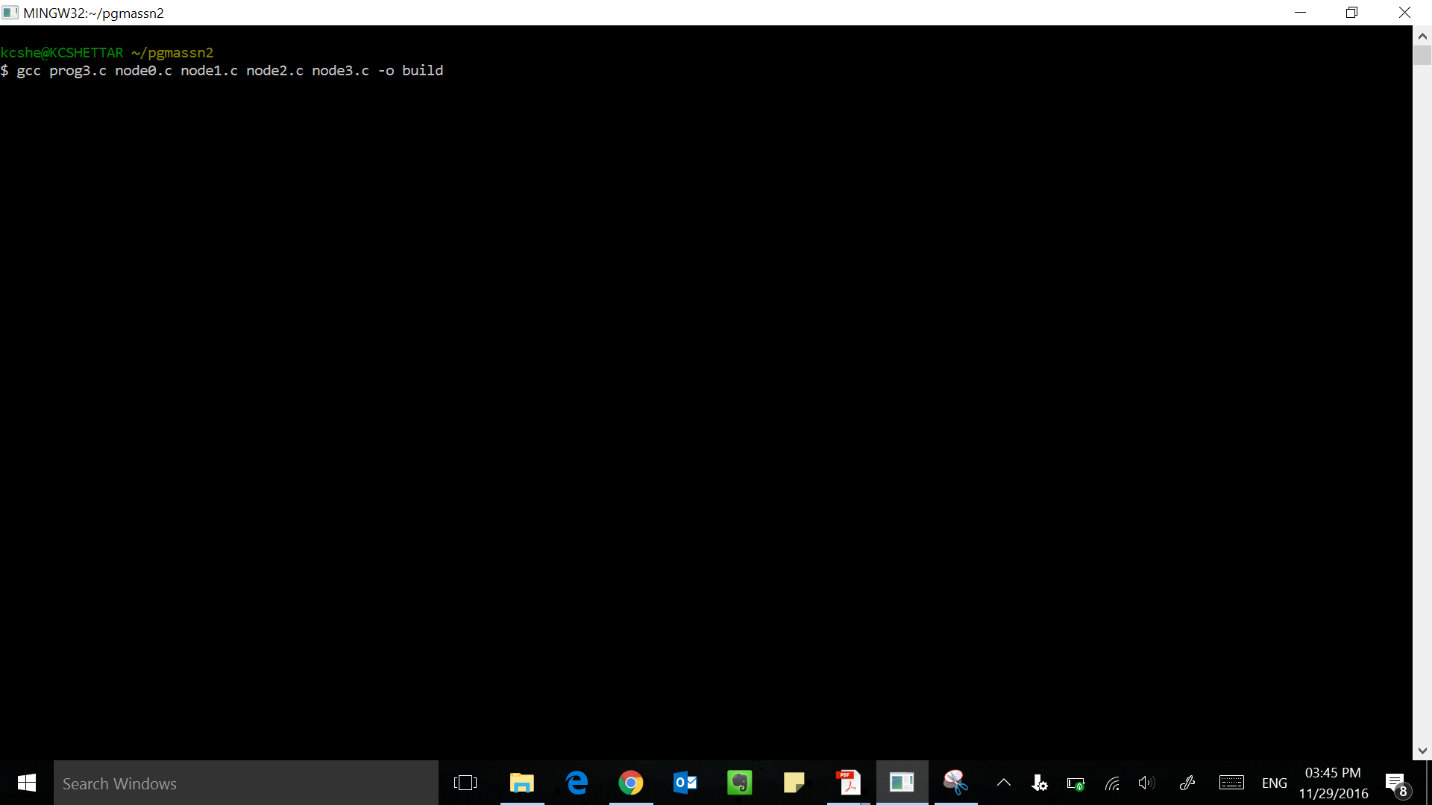 MINGW32:~/pgmassn2
kcshe@KCSHETTAR ~/pgmassn2
$ gcc prog3.c node0.c node1.c node2.c node3.c -o build
Search Windows
PDF
ENG
03:45 PM
11/29/2016
8